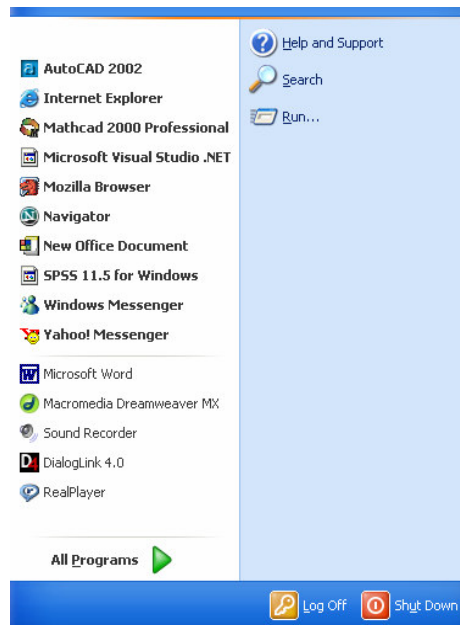 AutoCAD 2002
Internet Explorer
Mathcad 2000 Professional
Microsoft Visual Studio .NET
Mozilla Browser
Navigator
New Office Document
SPSS 11.5 for Windows
Windows Messenger
Yahoo! Messenger
Microsoft Word
Macromedia Dreamweaver MX
Sound Recorder
DialogLink 4.0
RealPlayer
All Programs
Help and Support
Search
Run...
Log Off
Shut Down